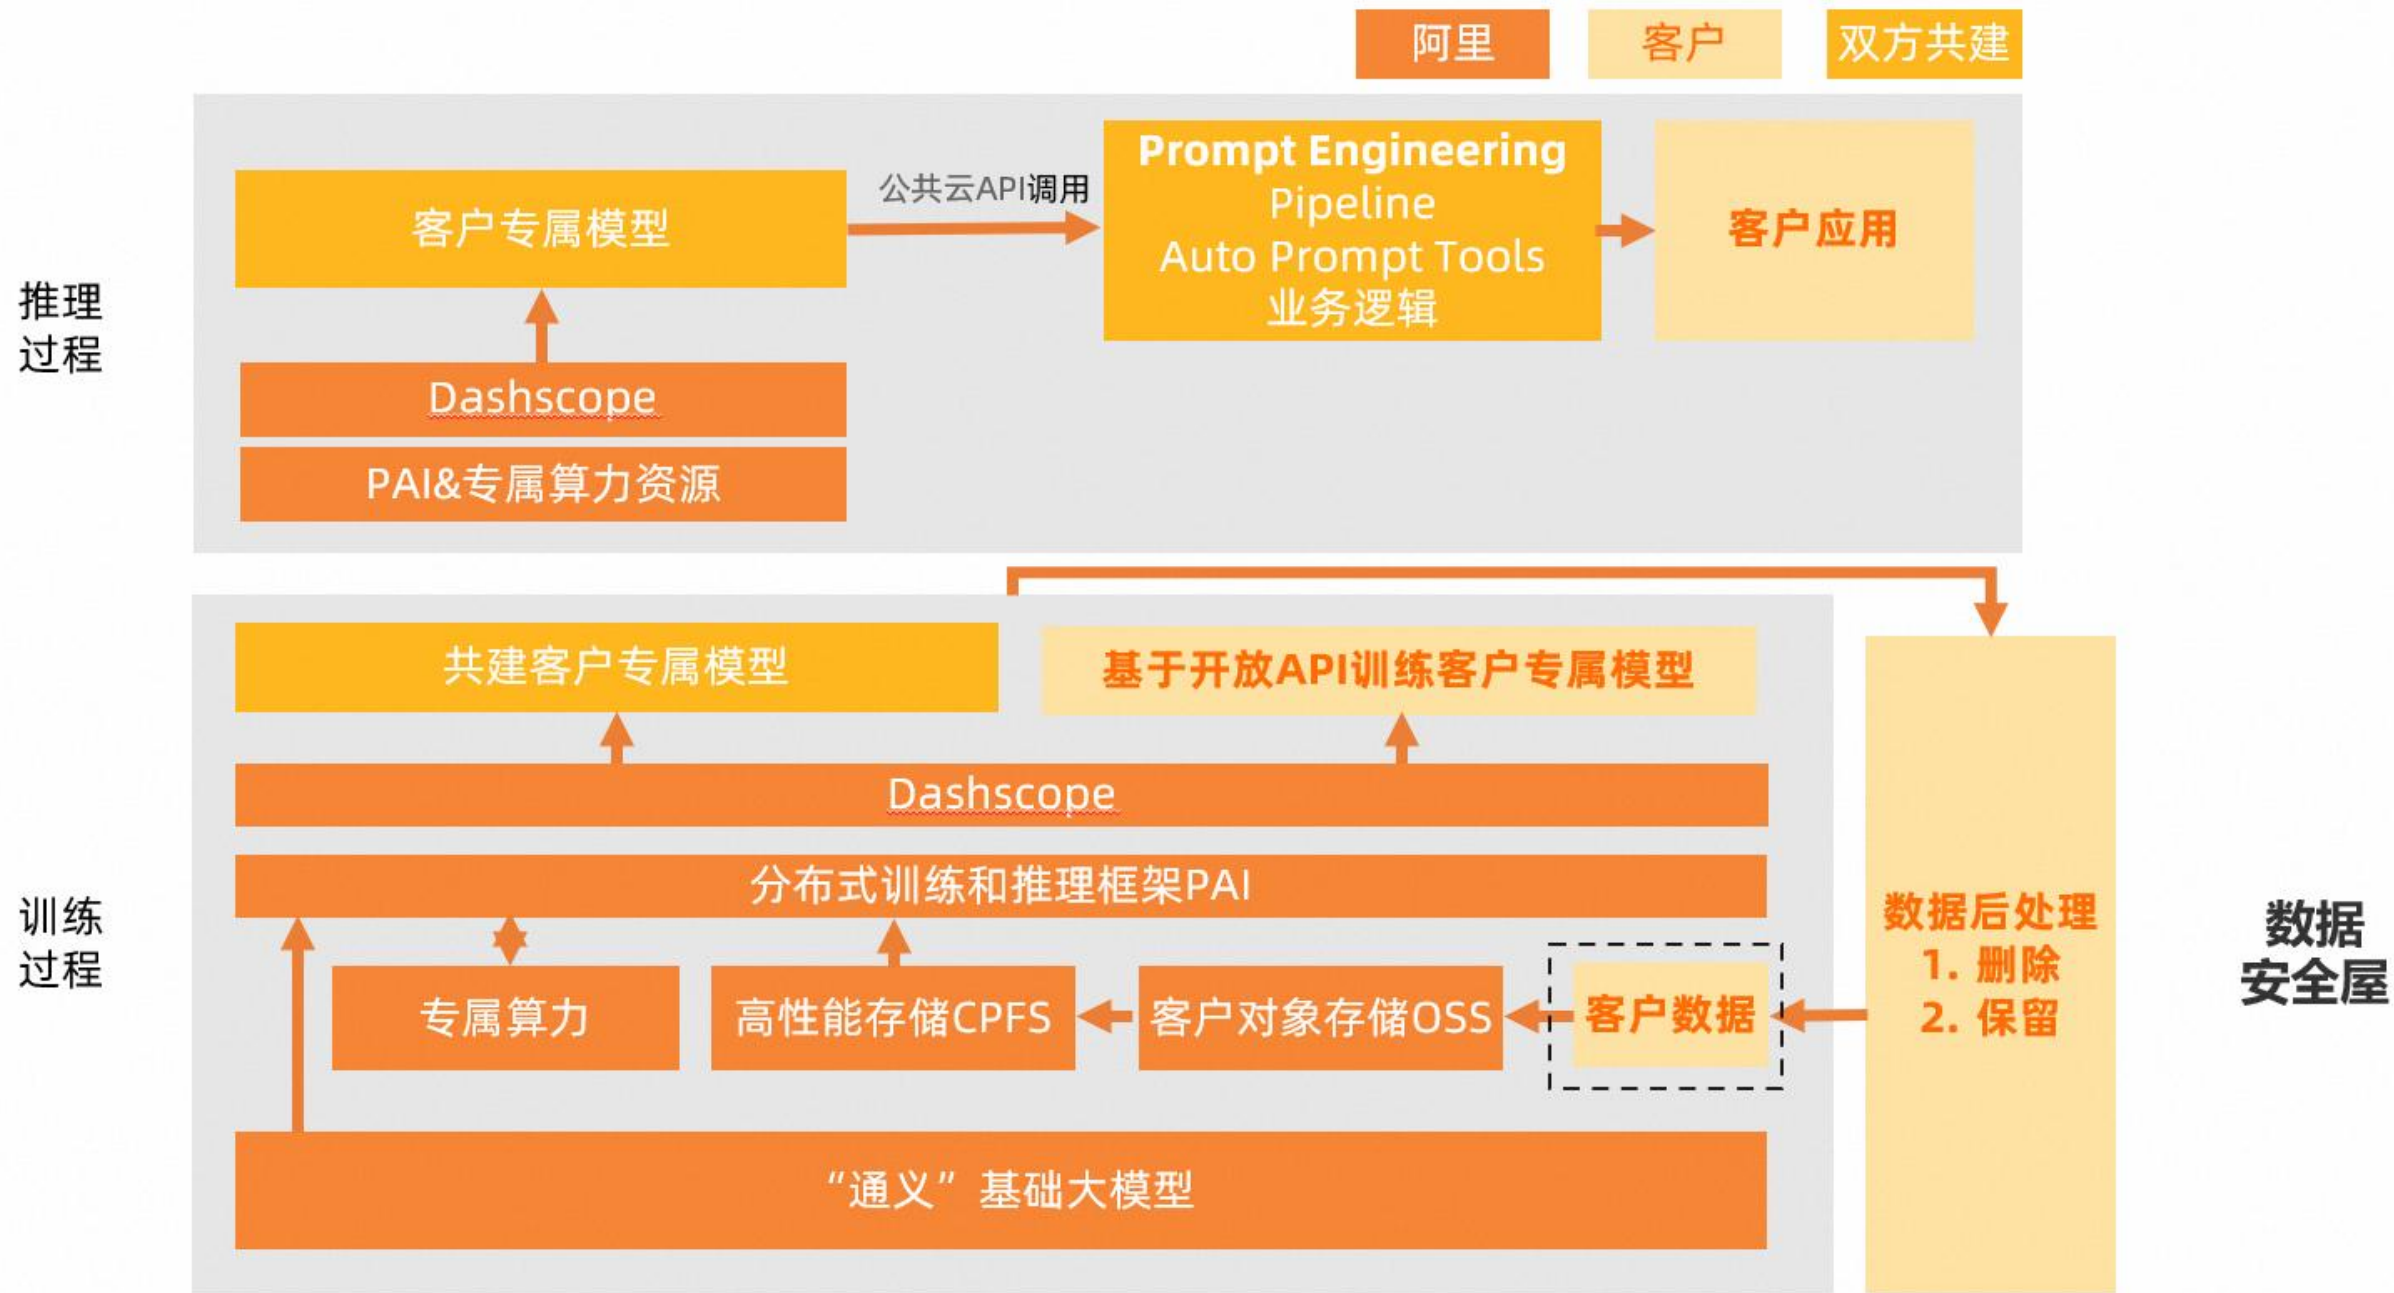 阿里
客户
双方共建
推理
过程
客户专属模型
公共云API调用
Prompt Engineering
Pipeline
Auto Prompt Tools
业务逻辑
客户应用
Dashscope
PAI&专属算力资源
训练
过程
共建客户专属模型
基于开放API训练客户专属模型
Dashscope
分布式训练和推理框架PAI
专属算力
高性能存储CPFS
客户对象存储OSS
客户数据
“通义”基础大模型
数据后处理
1. 删除
2. 保留
数据
安全屋